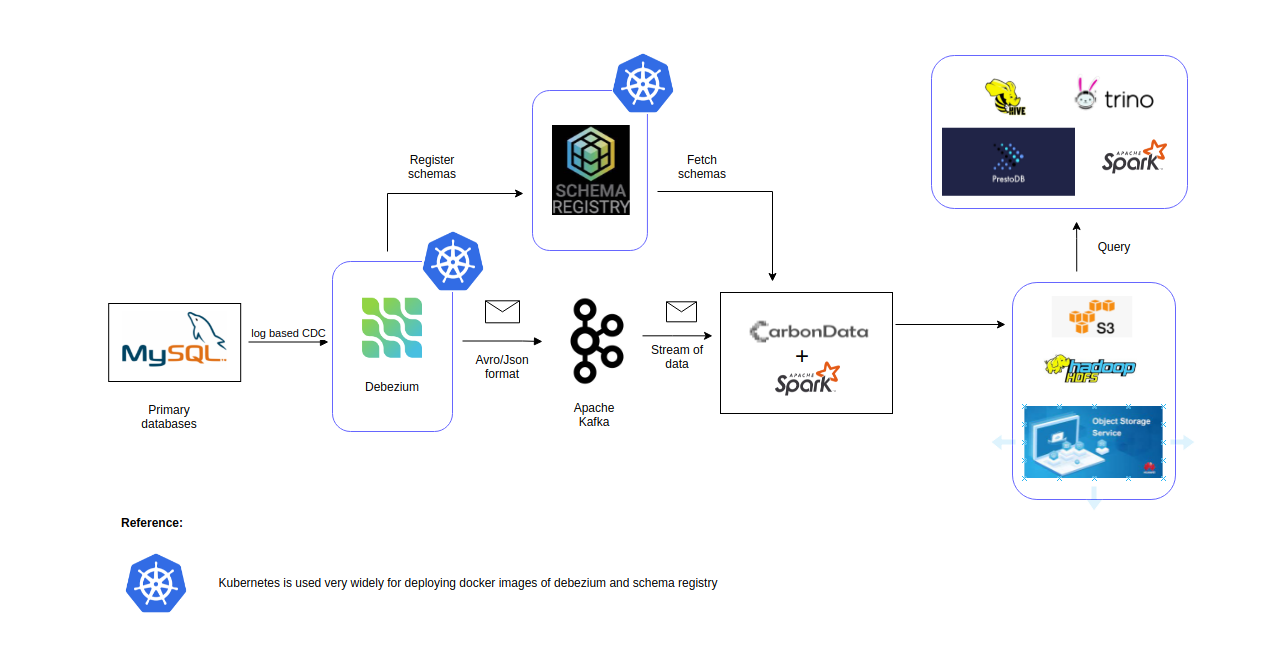 HIVE
trino
PrestoDB
APACHE
Spark
Register
schemas
SCHEMA
REGISTRY
Fetch
schemas
Query
MySQL
log based CDC
Debezium
Avro/Json
format
Stream of
data
CarbonData
+
APACHE
Spark
S3
hadoop
HDFS
Object Storage
Service
Primary
databases
Apache
Kafka
Reference:
Kubernetes is used very widely for deploying docker images of debezium and schema registry